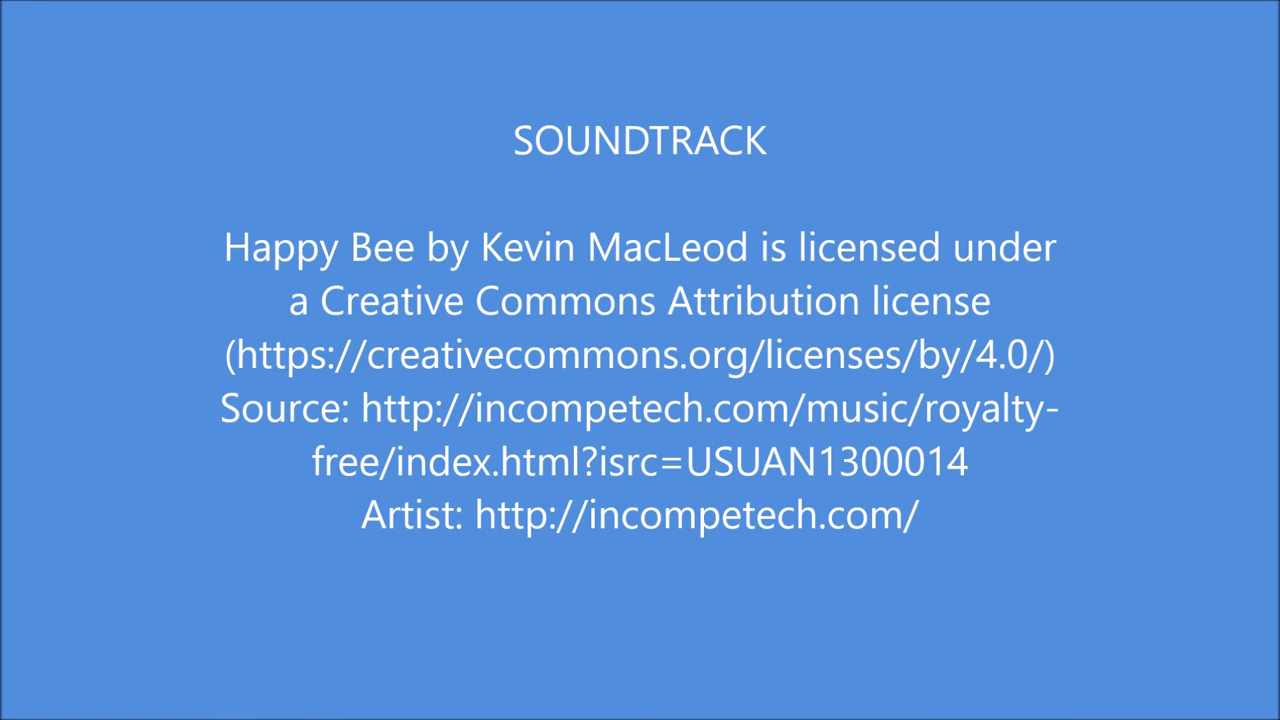 SOUNDTRACK
Happy Bee by Kevin MacLeod is licensed under
a Creative Commons Attribution license
(https://creativecommons.org/licenses/by/4.0/)
Source: http://incompetech.com/music/royalty-
free/index.html?isrc=USUAN1300014
Artist: http://incompetech.com/